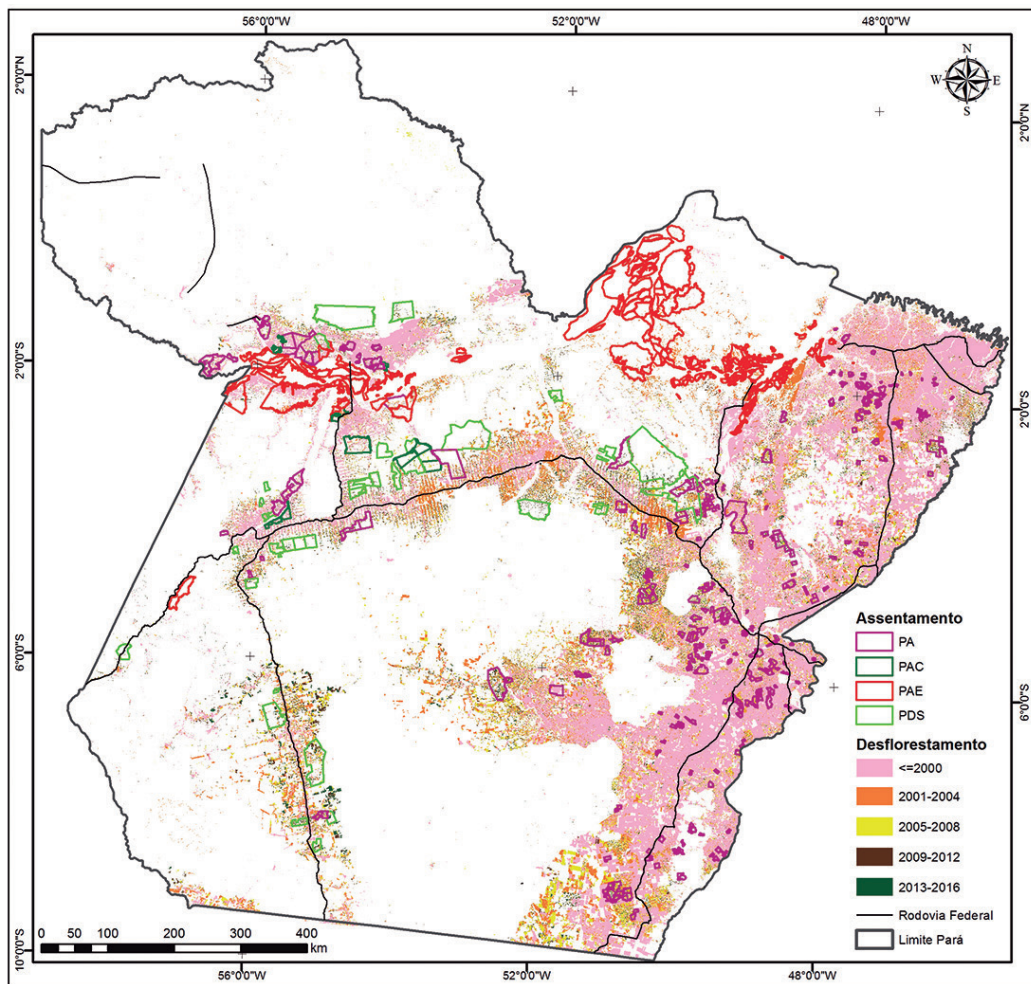 56°0'0"W 52°0'0"W 48°0'0"W
2°0'0"N
2°0'0"N
N
W E
S
2°0'0"S
2°0'0"S
6°0'0"S
6°0'0"S
Assentamento
PA
PAC
PAE
PDS
Desflorestamento
<=2000
2001-2004
2005-2008
2009-2012
2013-2016
Rodovia Federal
Limite Pará
0 50 100 200 300 400
km
10°0'0"S
56°0'0"W 52°0'0"W 48°0'0"W